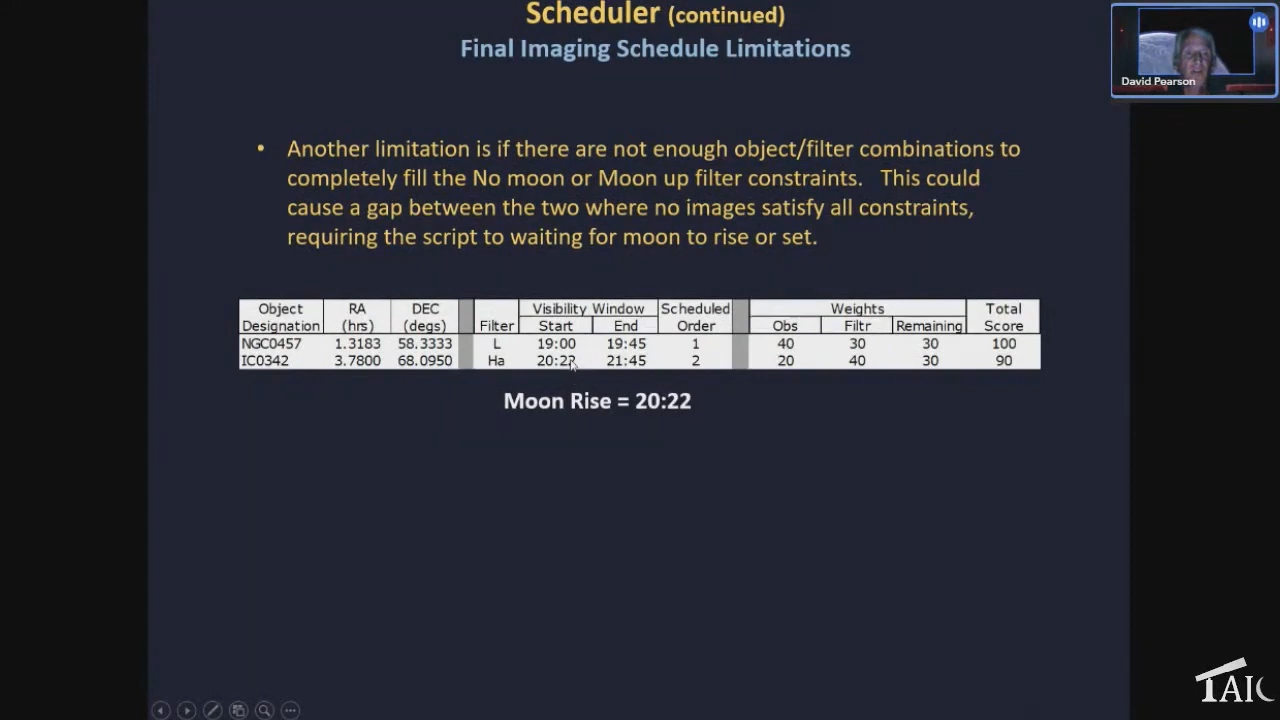 Scheduler (continued)
Final Imaging Schedule Limitations
David Pearson
• Another limitation is if there are not enough object/filter combinations to
completely fill the No moon or Moon up filter constraints. This could
cause a gap between the two where no images satisfy all constraints,
requiring the script to waiting for moon to rise or set.
Object RA DEC Visibility Window Scheduled Weights Total
Designation (hrs) (degs) Filter Start End Order Obs Filtr Remaining Score
NGC0457 1.3183 58.3333 L 19:00 19:45 1 40 30 30 100
IC0342 3.7800 68.0950 Ha 20:22 21:45 2 20 40 30 90
Moon Rise = 20:22
TAIC